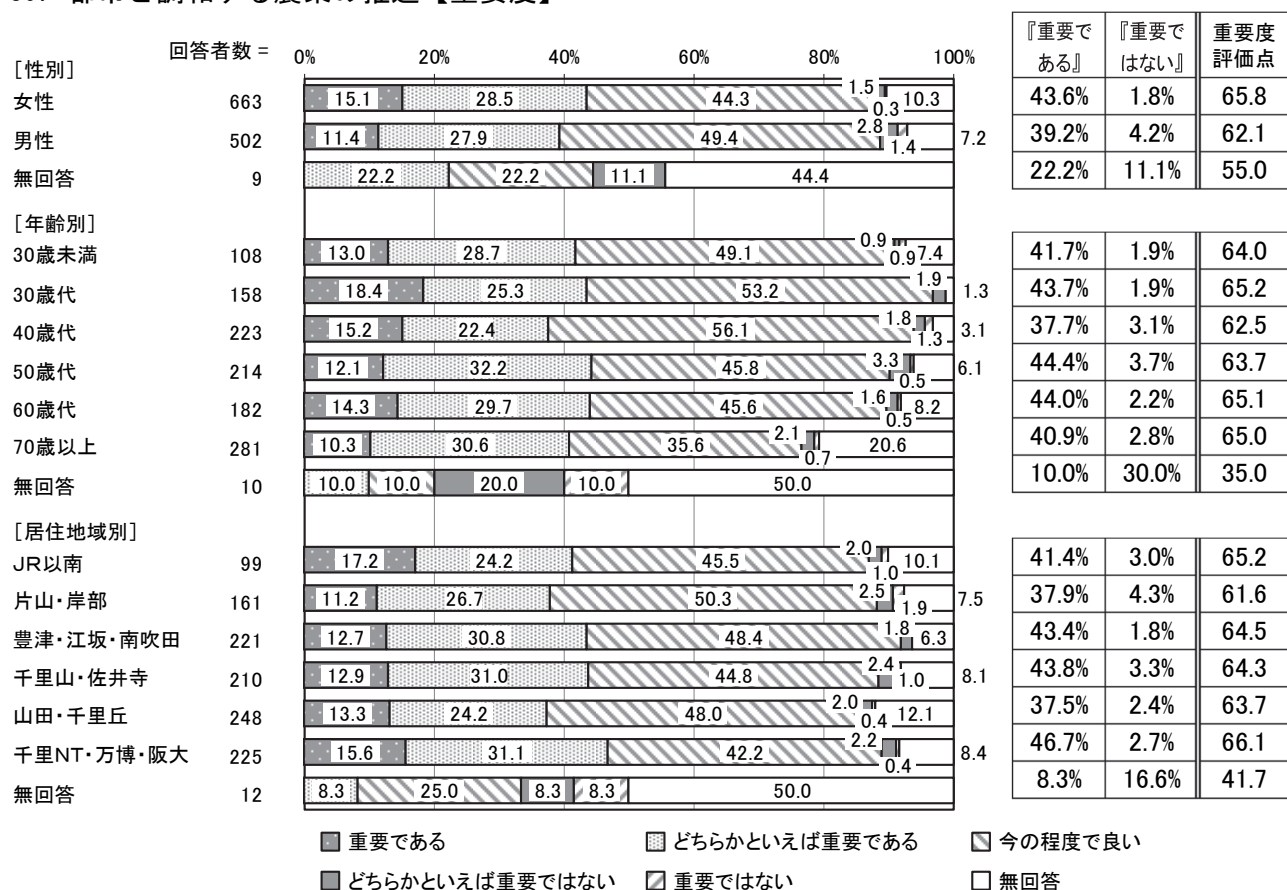 『重要で 『重要で 重要度
ある』 はない』 評価点
回答者数 = 0% 20% 40% 60% 80% 100%
［性別］
女性 663 15.1 28.5 44.3 1.5 0.3 10.3 43.6% 1.8% 65.8
男性 502 11.4 27.9 49.4 2.8 1.4 7.2 39.2% 4.2% 62.1
無回答 9 22.2 22.2 11.1 44.4 22.2% 11.1% 55.0
［年齢別］
30歳未満 108 13.0 28.7 49.1 0.9 0.9 7.4 41.7% 1.9% 64.0
30歳代 158 18.4 25.3 53.2 1.9 1.3 43.7% 1.9% 65.2
40歳代 223 15.2 22.4 56.1 1.8 1.3 3.1 37.7% 3.1% 62.5
50歳代 214 12.1 32.2 45.8 3.3 0.5 6.1 44.4% 3.7% 63.7
60歳代 182 14.3 29.7 45.6 1.6 0.5 8.2 44.0% 2.2% 65.1
70歳以上 281 10.3 30.6 35.6 2.1 0.7 20.6 40.9% 2.8% 65.0
無回答 10 10.0 10.0 20.0 10.0 50.0 10.0% 30.0% 35.0
［居住地域別］
JR以南 99 17.2 24.2 45.5 2.0 1.0 10.1 41.4% 3.0% 65.2
片山・岸部 161 11.2 26.7 50.3 2.5 1.9 7.5 37.9% 4.3% 61.6
豊津・江坂・南吹田 221 12.7 30.8 48.4 1.8 6.3 43.4% 1.8% 64.5
千里山・佐井寺 210 12.9 31.0 44.8 2.4 1.0 8.1 43.8% 3.3% 64.3
山田・千里丘 248 13.3 24.2 48.0 2.0 0.4 12.1 37.5% 2.4% 63.7
千里NT・万博・阪大 225 15.6 31.1 42.2 2.2 0.4 8.4 46.7% 2.7% 66.1
無回答 12 8.3 25.0 8.3 8.3 50.0 8.3% 16.6% 41.7
重要である どちらかといえば重要である 今の程度で良い
どちらかといえば重要ではない 重要ではない 無回答